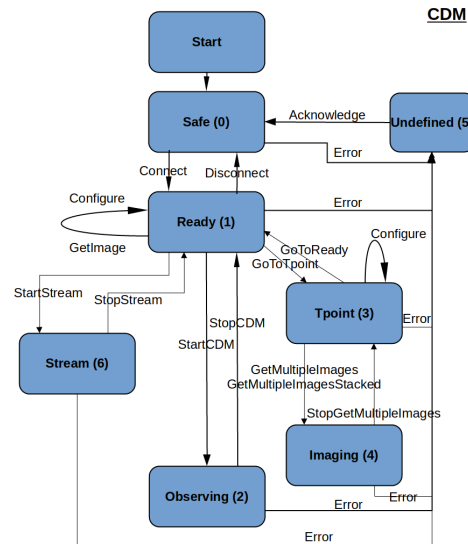 CDM
Start
Safe (0)
Acknowledge
Undefined (5
Error
Connect
Disconnect
Configure
Ready (1)
Error
GetImage
Configure
GoToReady
GoToTpoint
StartStream
StopStream
Tpoint (3)
StopCDM
Error
StartCDM
Stream (6)
GetMultipleImages
GetMultipleImagesStacked
StopGetMultipleImages
Imaging (4)
Observing (2)
Error
Error
Error